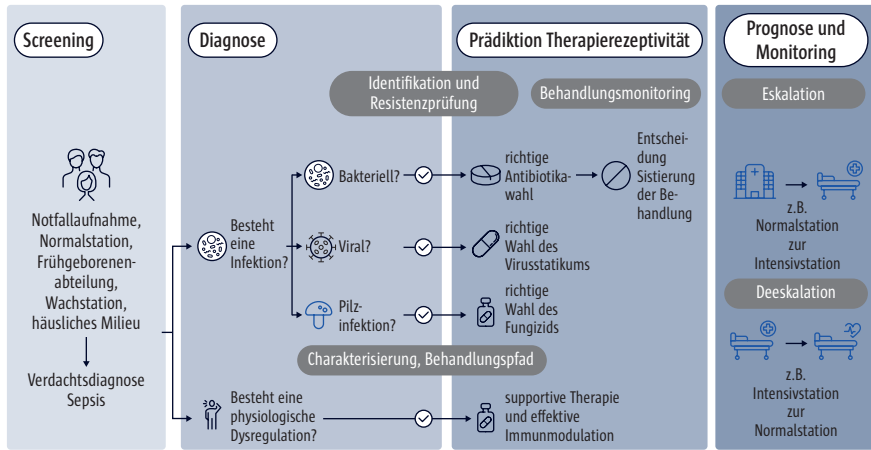 Screening
Notfallaufnahme,
Normalstation,
Frühgeborenen-
abteilung,
Wachstation,
häusliches Milieu
Verdachtsdiagnose
Sepsis
Diagnose
Identifikation und
Resistenzprüfung
Besteht
eine
Infektion?
Bakteriell?
Viral?
Pilz-
infektion?
Charakterisierung, Behandlungspfad
Besteht eine
physiologische
Dysregulation?
Prädiktion Therapierezeptivität
Behandlungsmonitoring
richtige
Antibiotika-
wahl
Entschei-
dung
Sistierung
der Be-
handlung
richtige
Wahl des
Virusstatikums
richtige
Wahl des
Fungizids
supportive Therapie
und effektive
Immunmodulation
Prognose und
Monitoring
Eskalation
z.B.
Normalstation
zur
Intensivstation
Deeskalation
z.B.
Intensivstation
zur
Normalstation